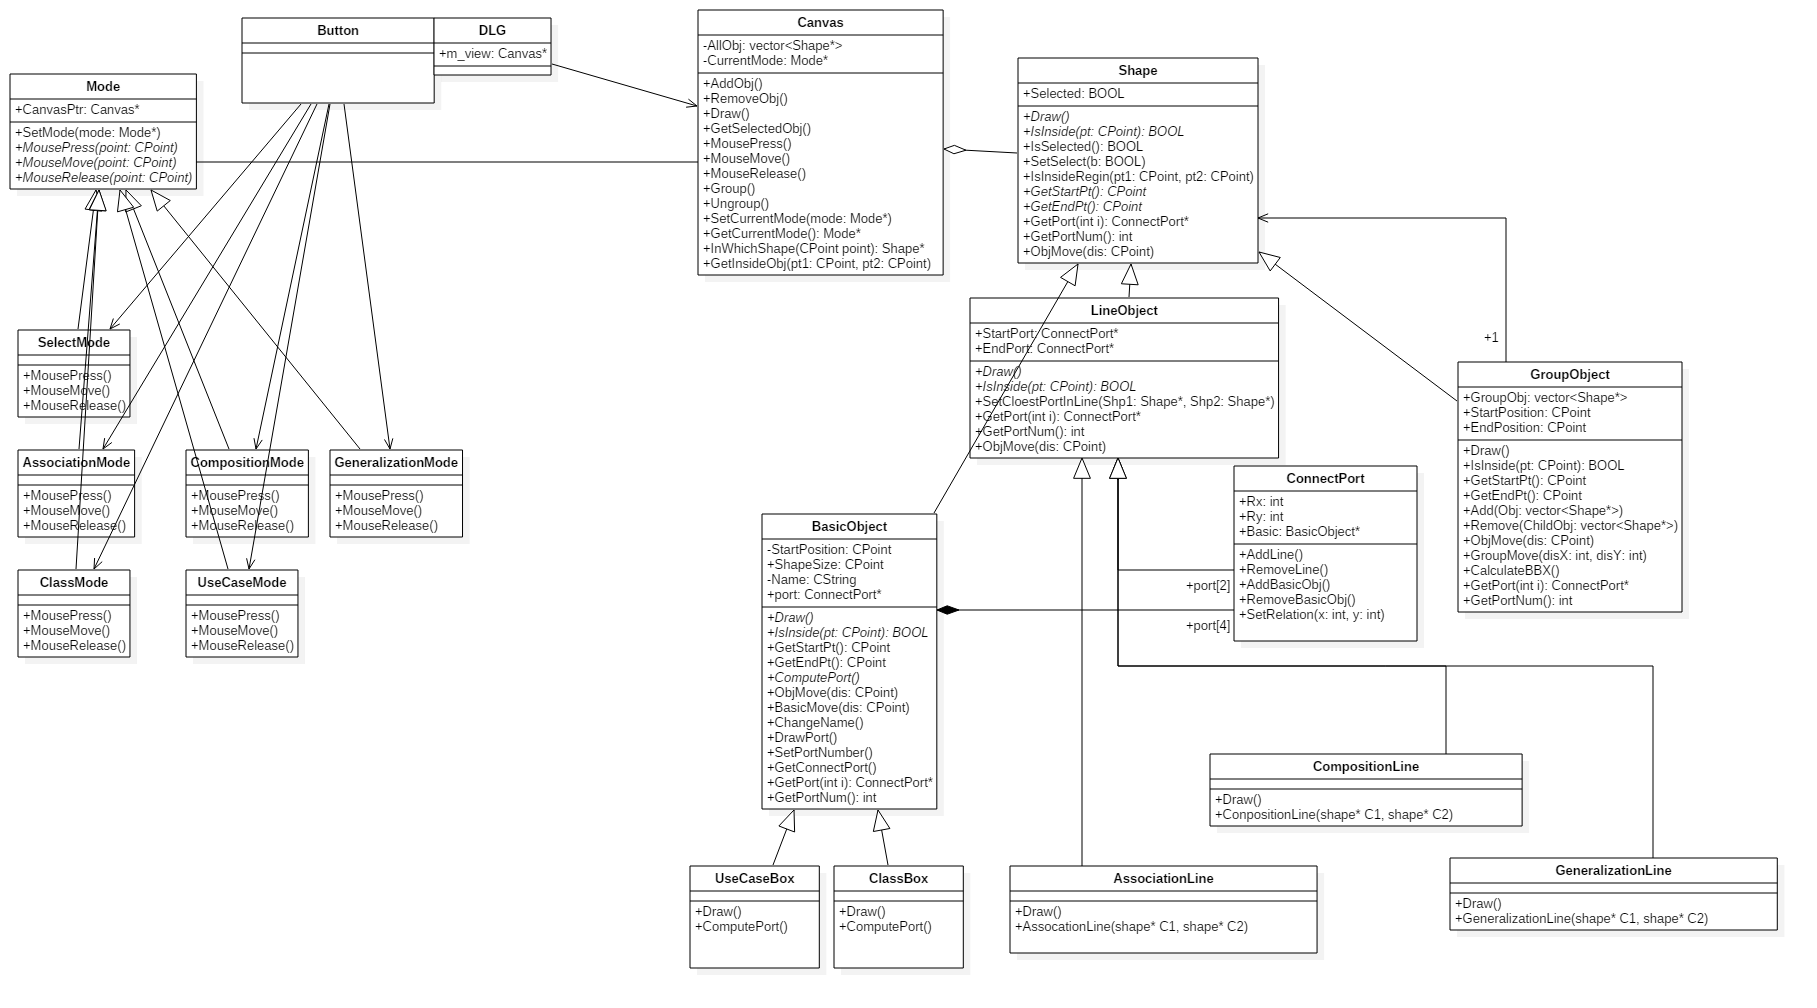 Mode
+CanvasPtr: Canvas*
+SetMode(mode: Mode*)
+MousePress(point: CPoint)
+MouseMove(point: CPoint)
+MouseRelease(point: CPoint)
Button
DLG
+m_view: Canvas*
Canvas
-AllObj: vector<Shape*>
-CurrentMode: Mode*
+AddObj()
+RemoveObj()
+Draw()
+GetSelectedObj()
+MousePress()
+MouseMove()
+MouseRelease()
+Group()
+Ungroup()
+SetCurrentMode(mode: Mode*)
+GetCurrentMode(): Mode*
+InWhichShape(CPoint point): Shape*
+GetInsideObj(pt1: CPoint, pt2: CPoint)
Shape
+Selected: BOOL
+Draw()
+IsInside(pt: CPoint): BOOL
+IsSelected(): BOOL
+SetSelect(b: BOOL)
+IsInsideRegin(pt1: CPoint, pt2: CPoint)
+GetStartPt(): CPoint
+GetEndPt(): CPoint
+GetPort(int i): ConnectPort*
+GetPortNum(): int
+ObjMove(dis: CPoint)
SelectMode
+MousePress()
+MouseMove()
+MouseRelease()
AssociationMode
+MousePress()
+MouseMove()
+MouseRelease()
CompositionMode
+MousePress()
+MouseMove()
+MouseRelease()
GeneralizationMode
+MousePress()
+MouseMove()
+MouseRelease()
ClassMode
+MousePress()
+MouseMove()
+MouseRelease()
UseCaseMode
+MousePress()
+MouseMove()
+MouseRelease()
LineObject
+StartPort: ConnectPort*
+EndPort: ConnectPort*
+Draw()
+IsInside(pt: CPoint): BOOL
+SetCloestPortInLine(Shp1: Shape*, Shp2: Shape*)
+GetPort(int i): ConnectPort*
+GetPortNum(): int
+ObjMove(dis: CPoint)
+1
GroupObject
+GroupObj: vector<Shape*>
+StartPosition: CPoint
+EndPosition: CPoint
+Draw()
+IsInside(pt: CPoint): BOOL
+GetStartPt(): CPoint
+GetEndPt(): CPoint
+Add(Obj: vector<Shape*>)
+Remove(ChildObj: vector<Shape*>)
+ObjMove(dis: CPoint)
+GroupMove(disX: int, disY: int)
+CalculateBBX()
+GetPort(int i): ConnectPort*
+GetPortNum(): int
ConnectPort
+Rx: int
+Ry: int
+Basic: BasicObject*
+AddLine()
+RemoveLine()
+AddBasicObj()
+RemoveBasicObj()
+SetRelation(x: int, y: int)
+port[2]
+port[4]
BasicObject
-StartPosition: CPoint
+ShapeSize: CPoint
-Name: CString
+port: ConnectPort*
+Draw()
+IsInside(pt: CPoint): BOOL
+GetStartPt(): CPoint
+GetEndPt(): CPoint
+ComputePort()
+ObjMove(dis: CPoint)
+BasicMove(dis: CPoint)
+ChangeName()
+DrawPort()
+SetPortNumber()
+GetConnectPort()
+GetPort(int i): ConnectPort*
+GetPortNum(): int
CompositionLine
+Draw()
+ConpositionLine(shape* C1, shape* C2)
UseCaseBox
+Draw()
+ComputePort()
ClassBox
+Draw()
+ComputePort()
AssociationLine
+Draw()
+AssocationLine(shape* C1, shape* C2)
GeneralizationLine
+Draw()
+GeneralizationLine(shape* C1, shape* C2)